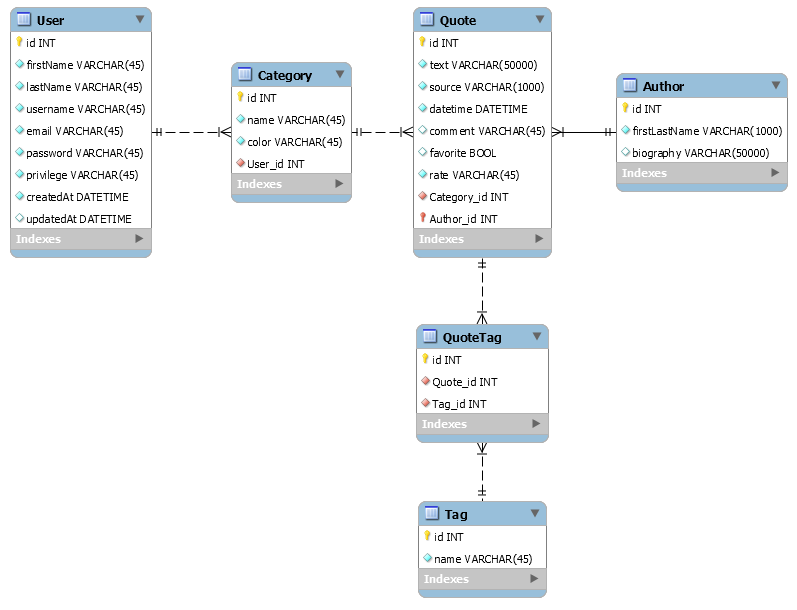 User
id INT
firstName VARCHAR(45)
lastName VARCHAR(45)
username VARCHAR(45)
email VARCHAR(45)
password VARCHAR(45)
privilege VARCHAR(45)
createdAt DATETIME
updatedAt DATETIME
Indexes
Category
id INT
name VARCHAR(45)
color VARCHAR(45)
User_id INT
Indexes
Quote
id INT
text VARCHAR(50000)
source VARCHAR(1000)
datetime DATETIME
comment VARCHAR(45)
favorite BOOL
rate VARCHAR(45)
Category_id INT
Author_id INT
Indexes
Author
id INT
firstLastName VARCHAR(1000)
biography VARCHAR(50000)
Indexes
QuoteTag
id INT
Quote_id INT
Tag_id INT
Indexes
Tag
id INT
name VARCHAR(45)
Indexes